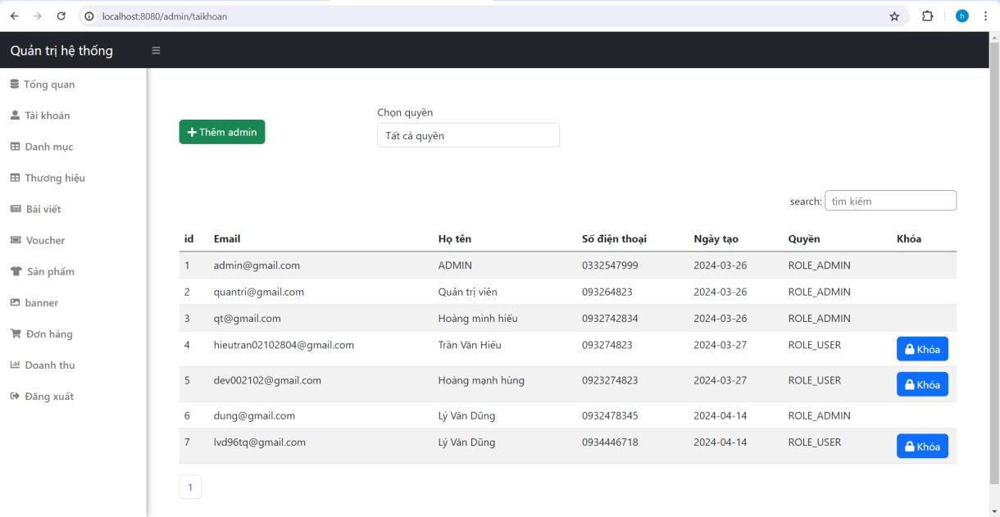 localhost:8080/admin/taikhoan
h
Quản trị hệ thống
Tổng quan
Tài khoản
Danh mục
Thương hiệu
Bài viết
Voucher
Sản phẩm
banner
Đơn hàng
Doanh thu
Đăng xuất
Chọn quyền
Thêm admin
Tất cả quyền
search: tìm kiếm
id Email Họ tên Số điện thoại Ngày tạo Quyền Khóa
1 admin@gmail.com ADMIN 0332547999 2024-03-26 ROLE_ADMIN
2 quantri@gmail.com Quản trị viên 093264823 2024-03-26 ROLE_ADMIN
3 qt@gmail.com Hoàng minh hiếu 0932742834 2024-03-26 ROLE_ADMIN
4 hieutran02102804@gmail.com Trần Văn Hiếu 093274823 2024-03-27 ROLE_USER Khóa
5 dev002102@gmail.com Hoàng mạnh hùng 0923274823 2024-03-27 ROLE_USER Khóa
6 dung@gmail.com Lý Văn Dũng 0932478345 2024-04-14 ROLE_ADMIN
7 lvd96tq@gmail.com Lý Văn Dũng 0934446718 2024-04-14 ROLE_USER Khóa
1